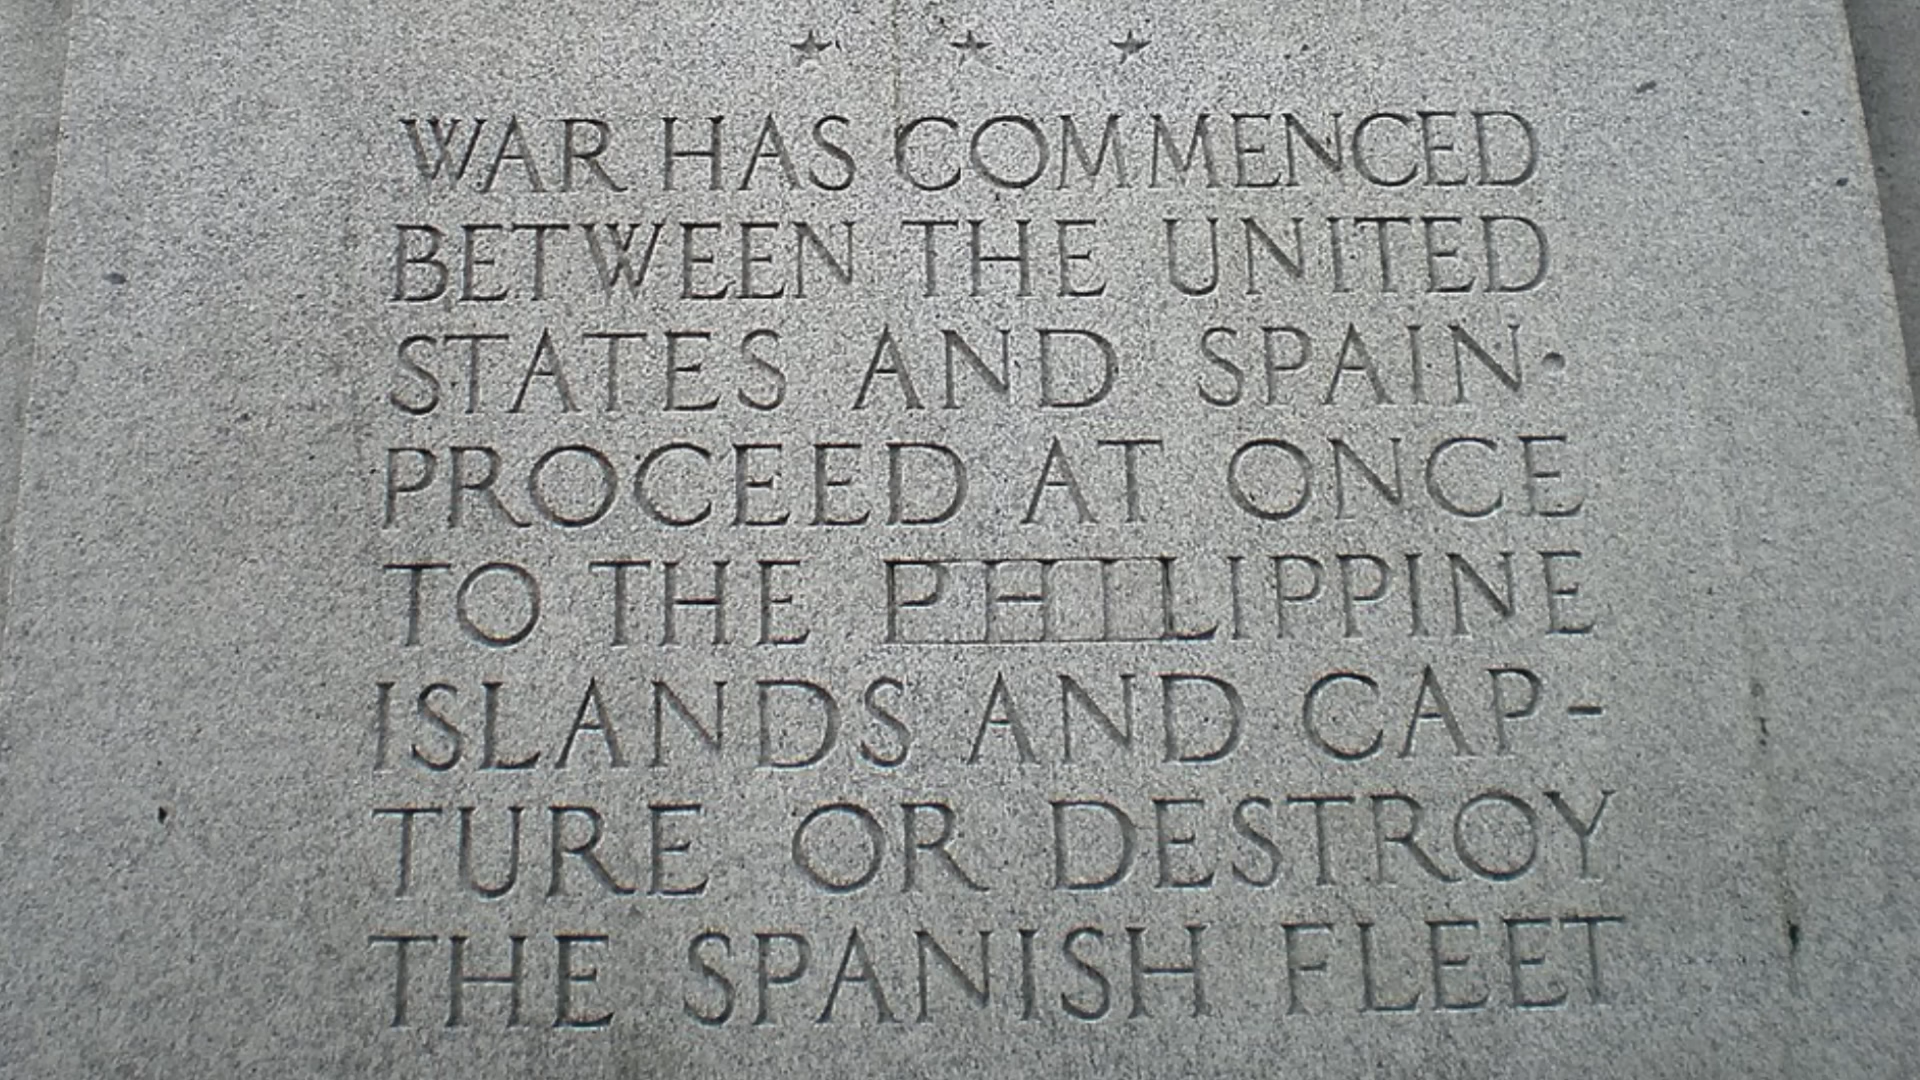 WAR HAS COMMENCED
BETWEEN THE UNITED
STATES AND SPAIN·
PROCEED AT ONCE
TO THE PHILIPPINE
ISLANDS AND CAP-
TURE OR DESTROY
THE SPANISH FLEET